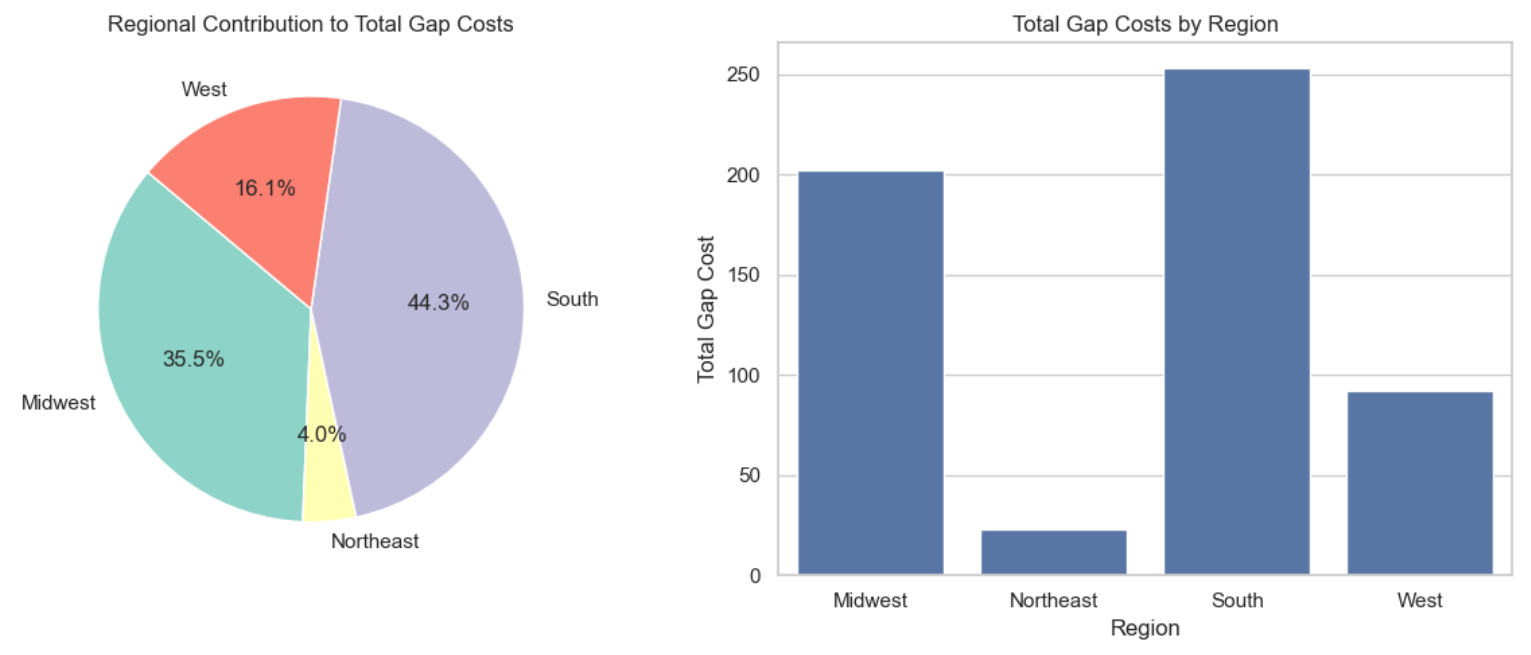 Regional Contribution to Total Gap Costs
West
16.1%
South
44.3%
35.5%
Midwest
4.0%
Northeast
Total Gap Costs by Region
Total Gap Cost
250
200
150
100
50
0
Midwest Northeast South West
Region